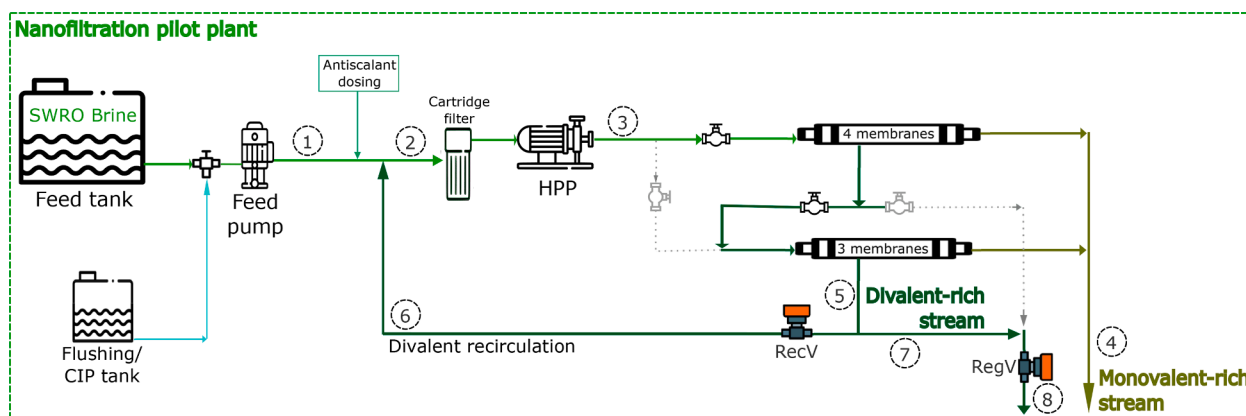 Nanofiltration pilot plant
Antiscalant
dosing
SWRO Brine
Cartridge
filter
1
2
3
4 membranes
Feed tank
Feed
pump
HPP
3 membranes
5
Divalent-rich
stream
6
Divalent recirculation
RecV
7
4
Flushing/
CIP tank
RegV
8
Monovalent-rich
stream